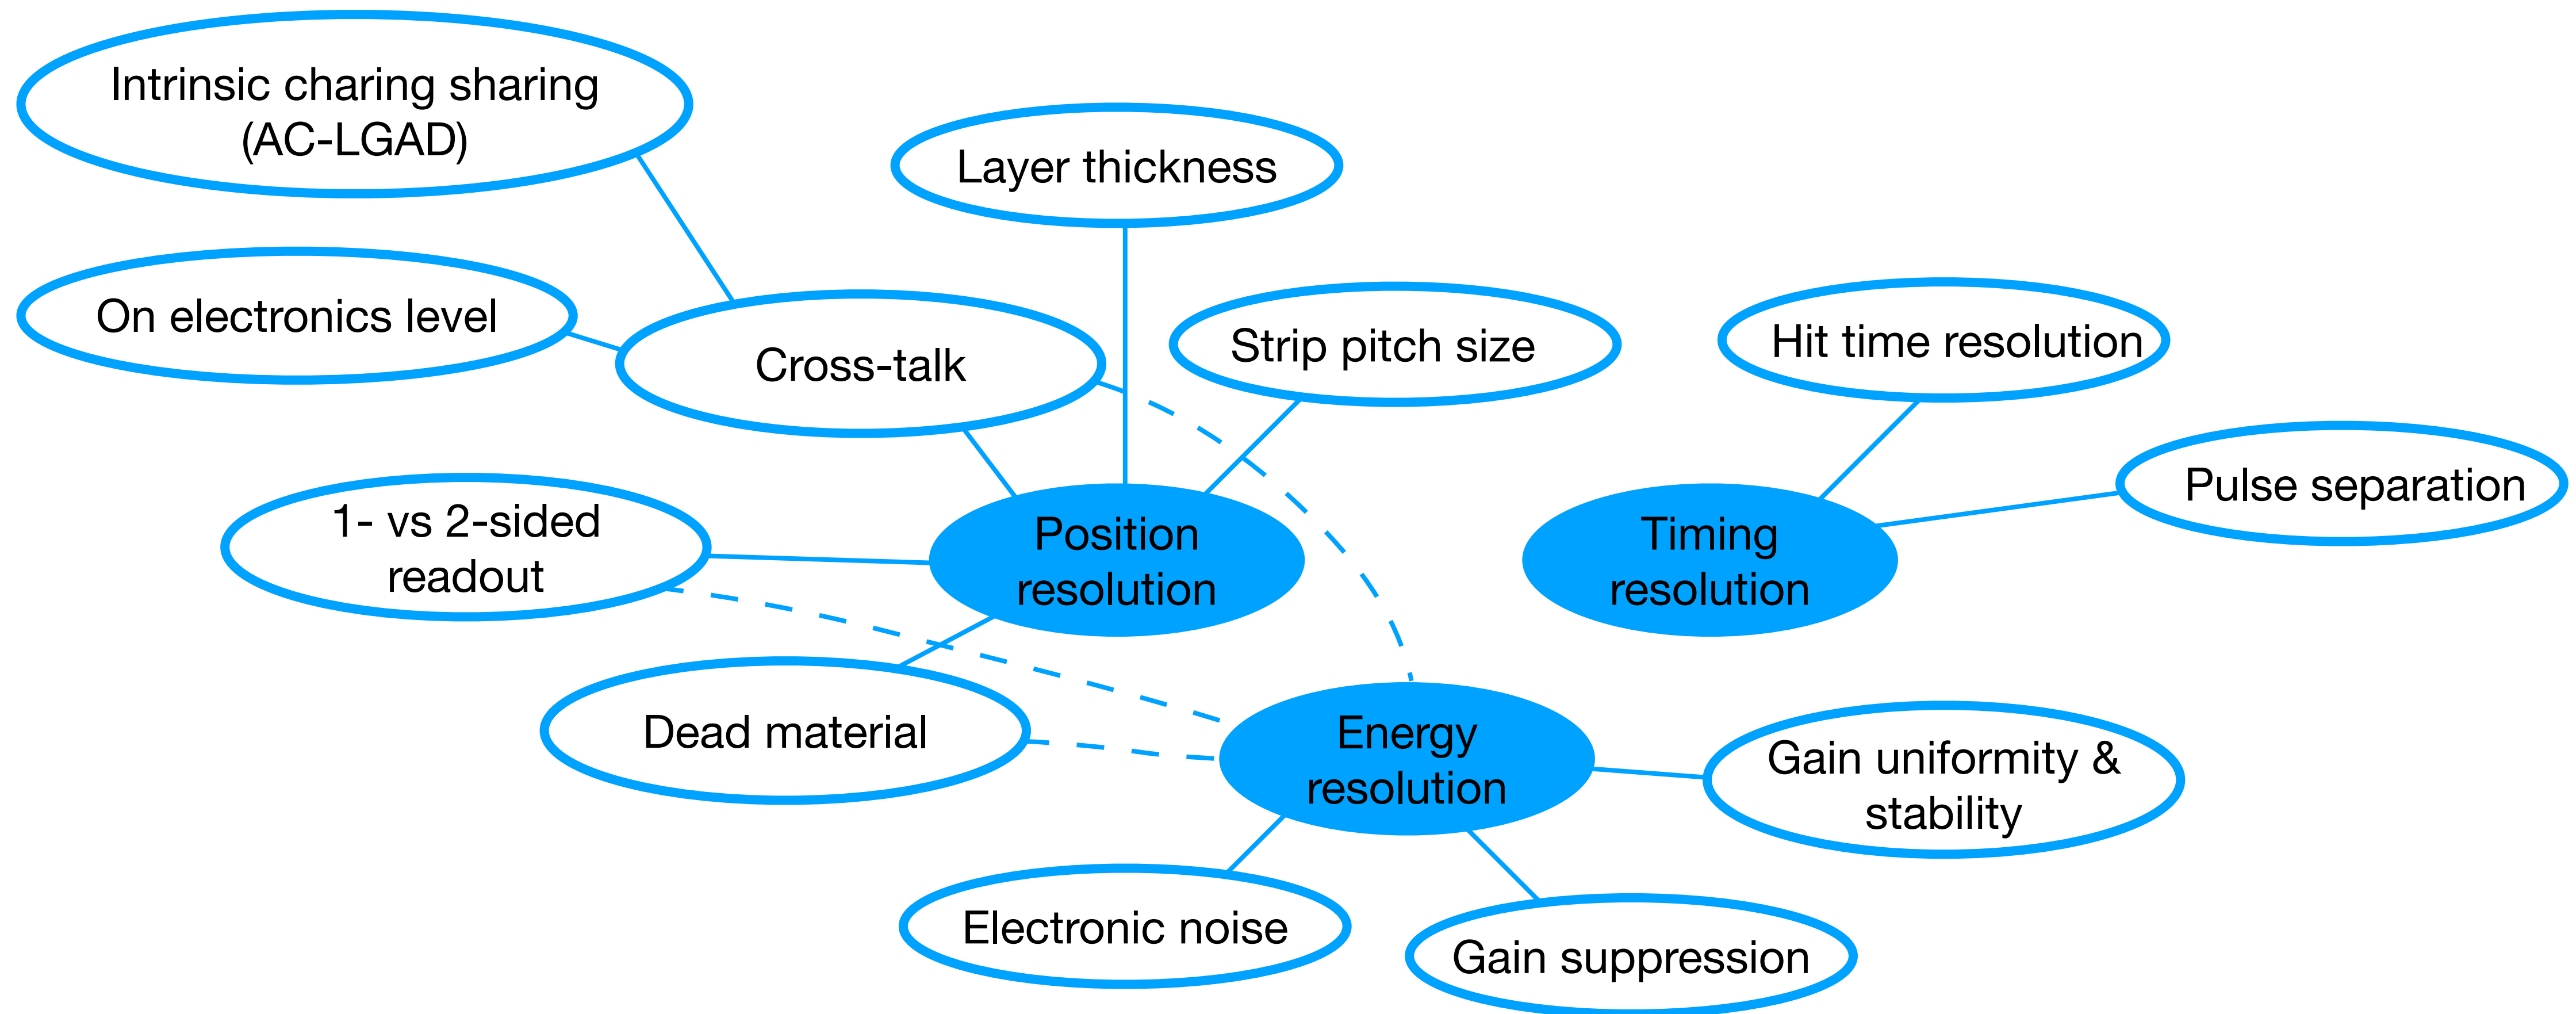 Intrinsic charing sharing
(AC-LGAD)
Layer thickness
On electronics level
Cross-talk
Strip pitch size
Hit time resolution
Pulse separation
1- vs 2-sided
readout
Position
resolution
Timing
resolution
Dead material
Energy
resolution
Gain uniformity &
stability
Electronic noise
Gain suppression